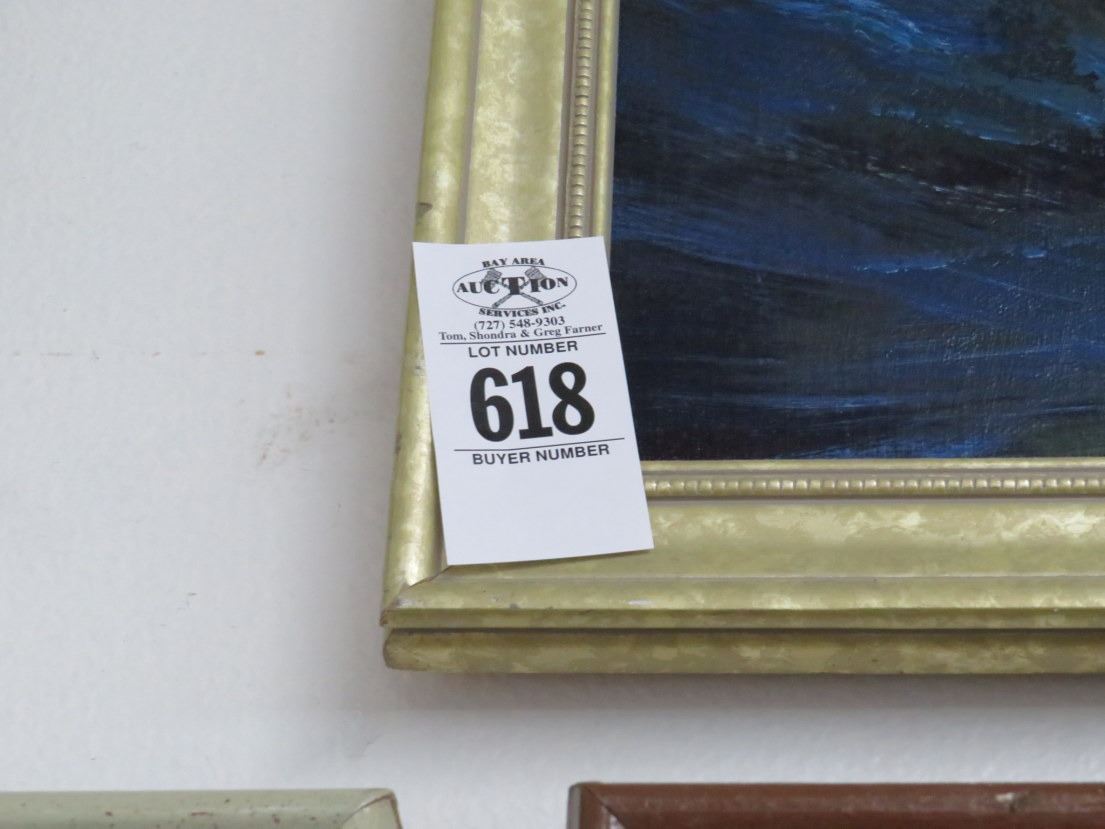 BAY AREA
AUCTION
SERVICES INC.
(727) 548-9303
Tom, Shondra & Greg Farner
LOT NUMBER
618
BUYER NUMBER